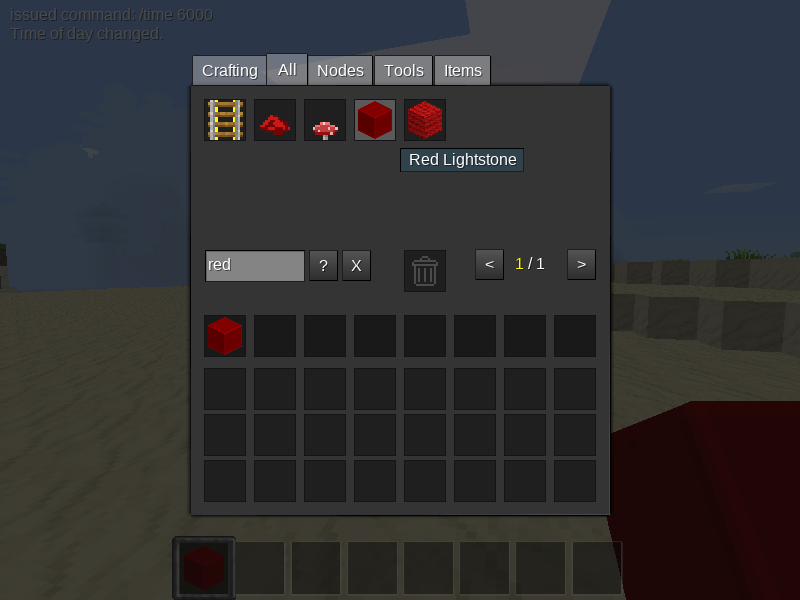 issued command: /time 6000
Time of day changed.
Crafting All Nodes Tools Items
Red Lightstone
red ? X < 1 / 1 >